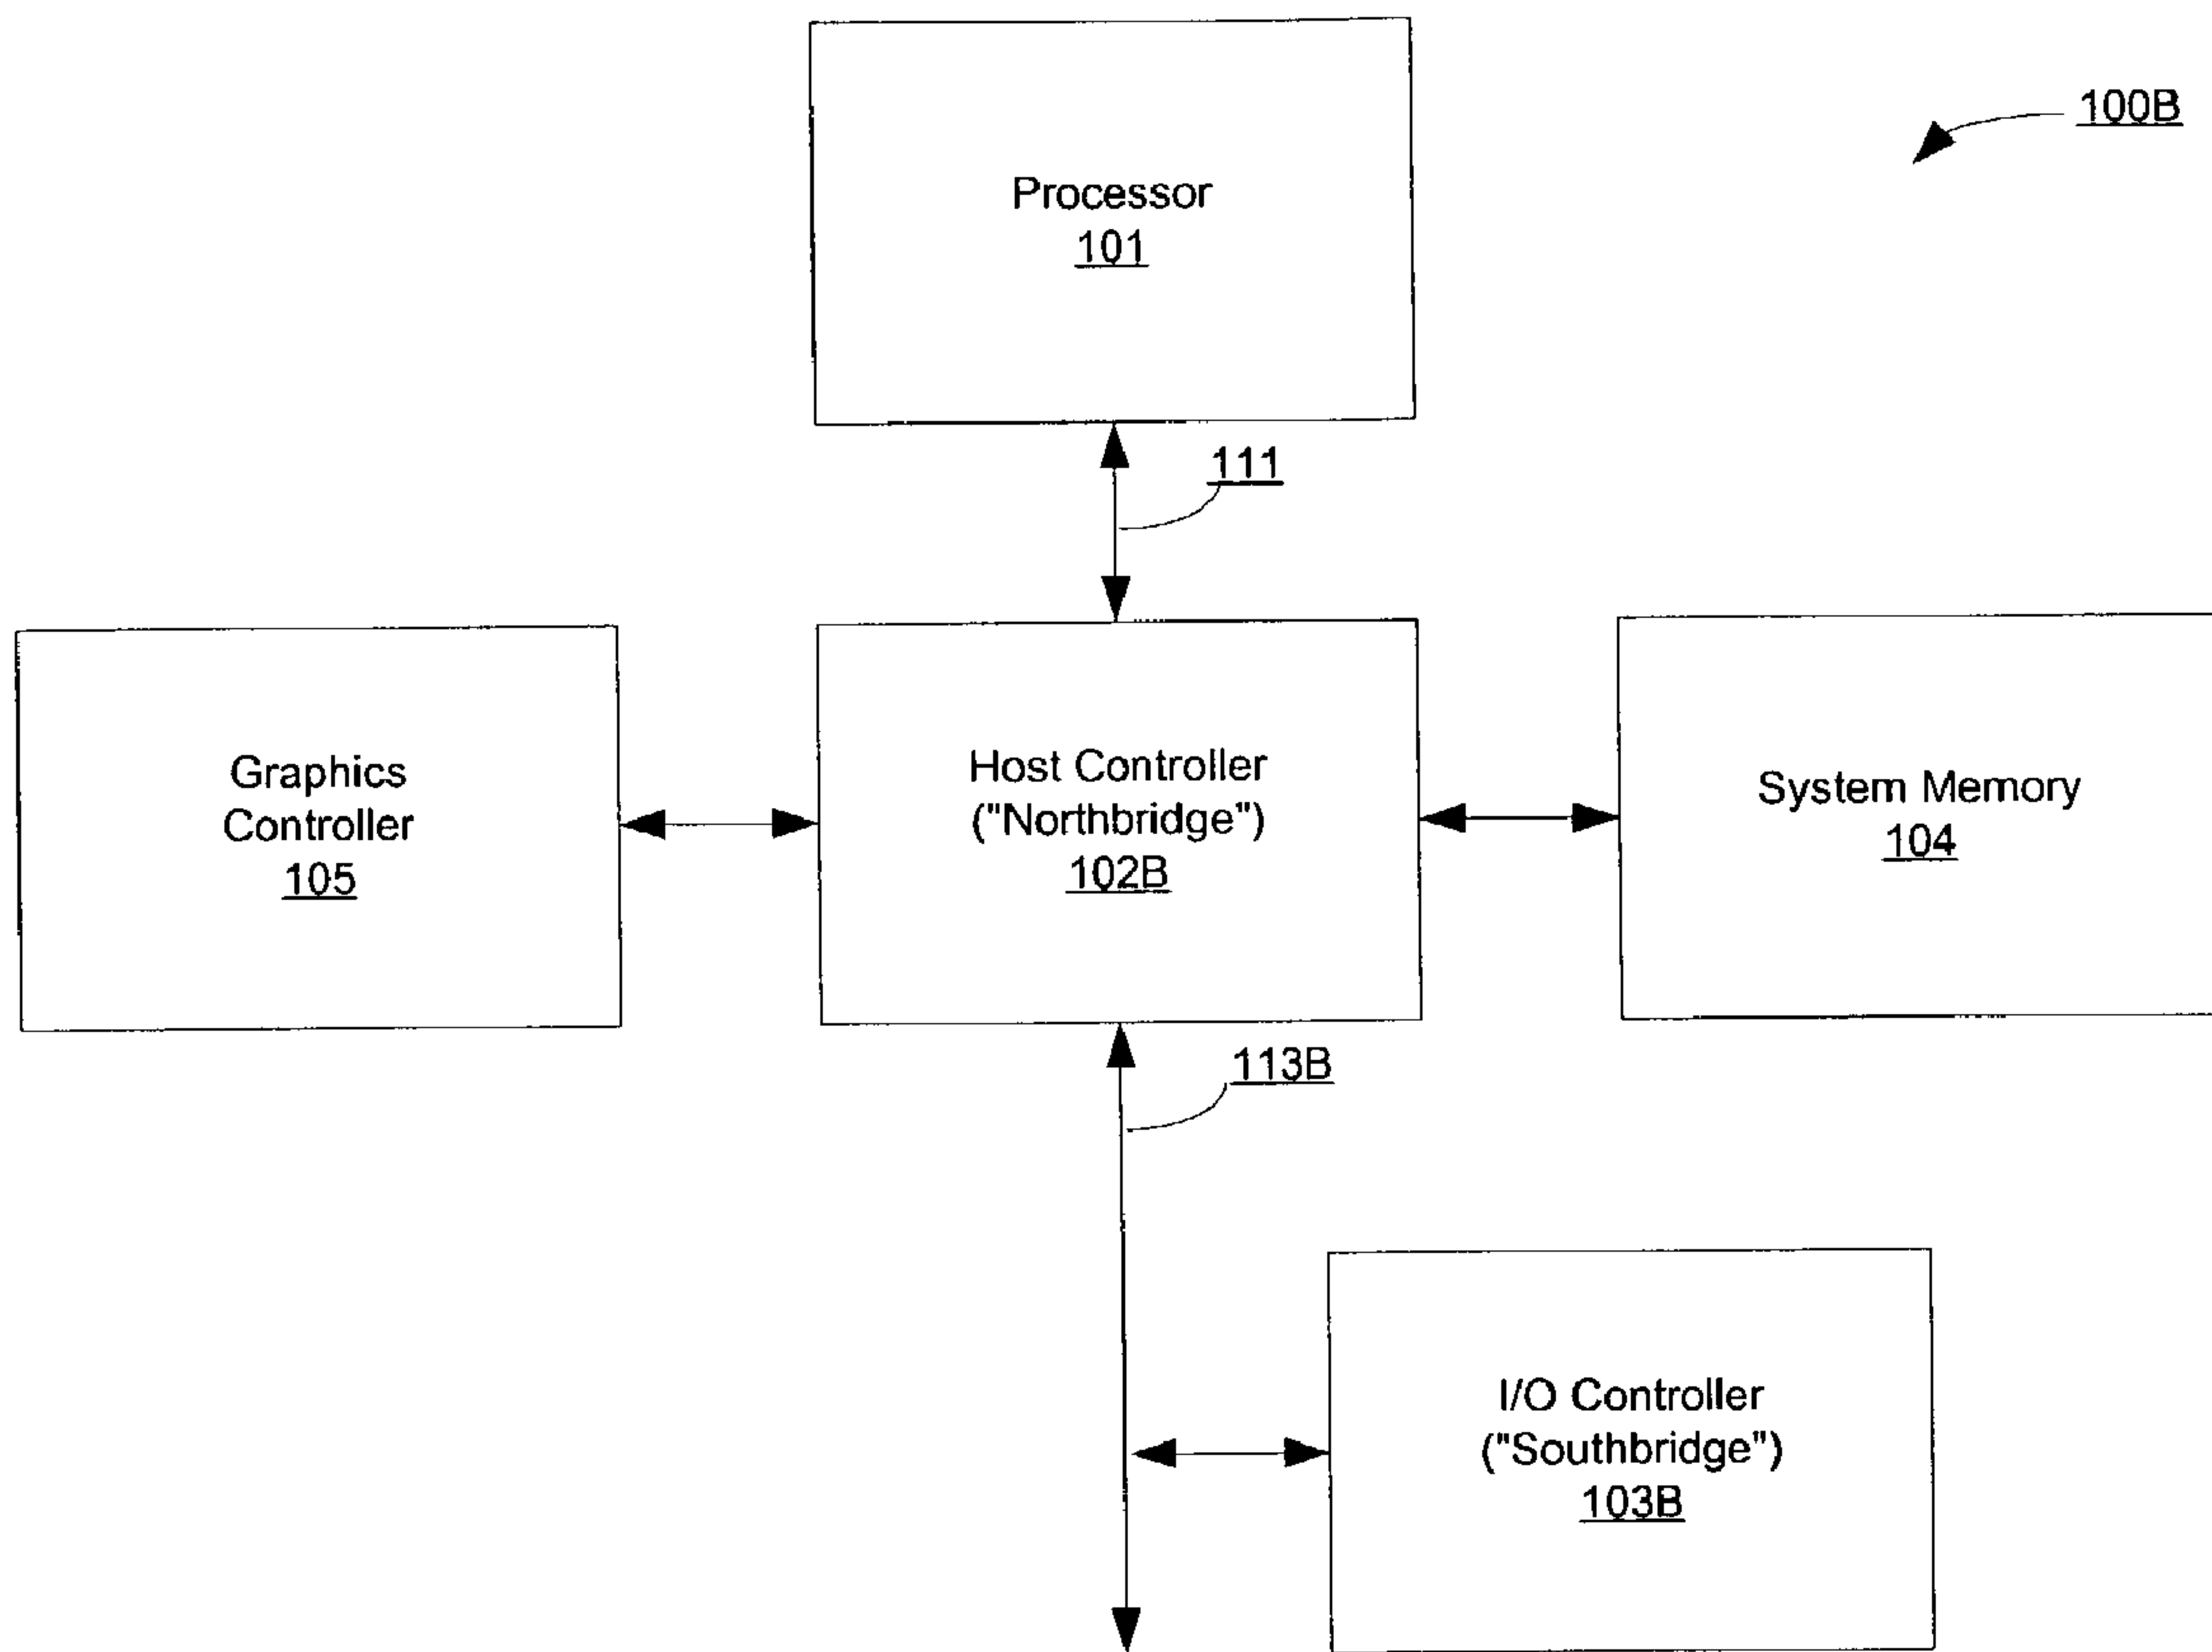 100B
Processor
101
111
Graphics
Controller
105
Host Controller
("Northbridge")
102B
System Memory
104
113B
I/O Controller
("Southbridge")
103B